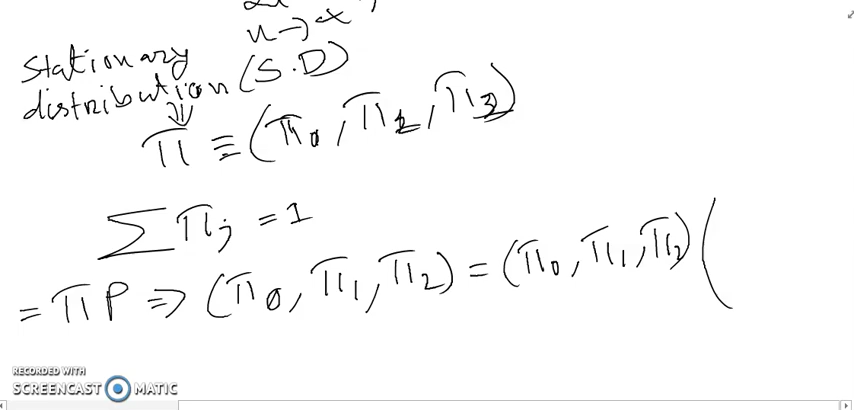 n→∝
Stationary
distribution (S.D)
⇓
π ≡ (π₀, π₁, π₂)
∑ πⱼ = 1
= πP ⇒ (π₀, π₁, π₂) = (π₀, π₁, π₂) (
RECORDED WITH
SCREENCAST MATIC